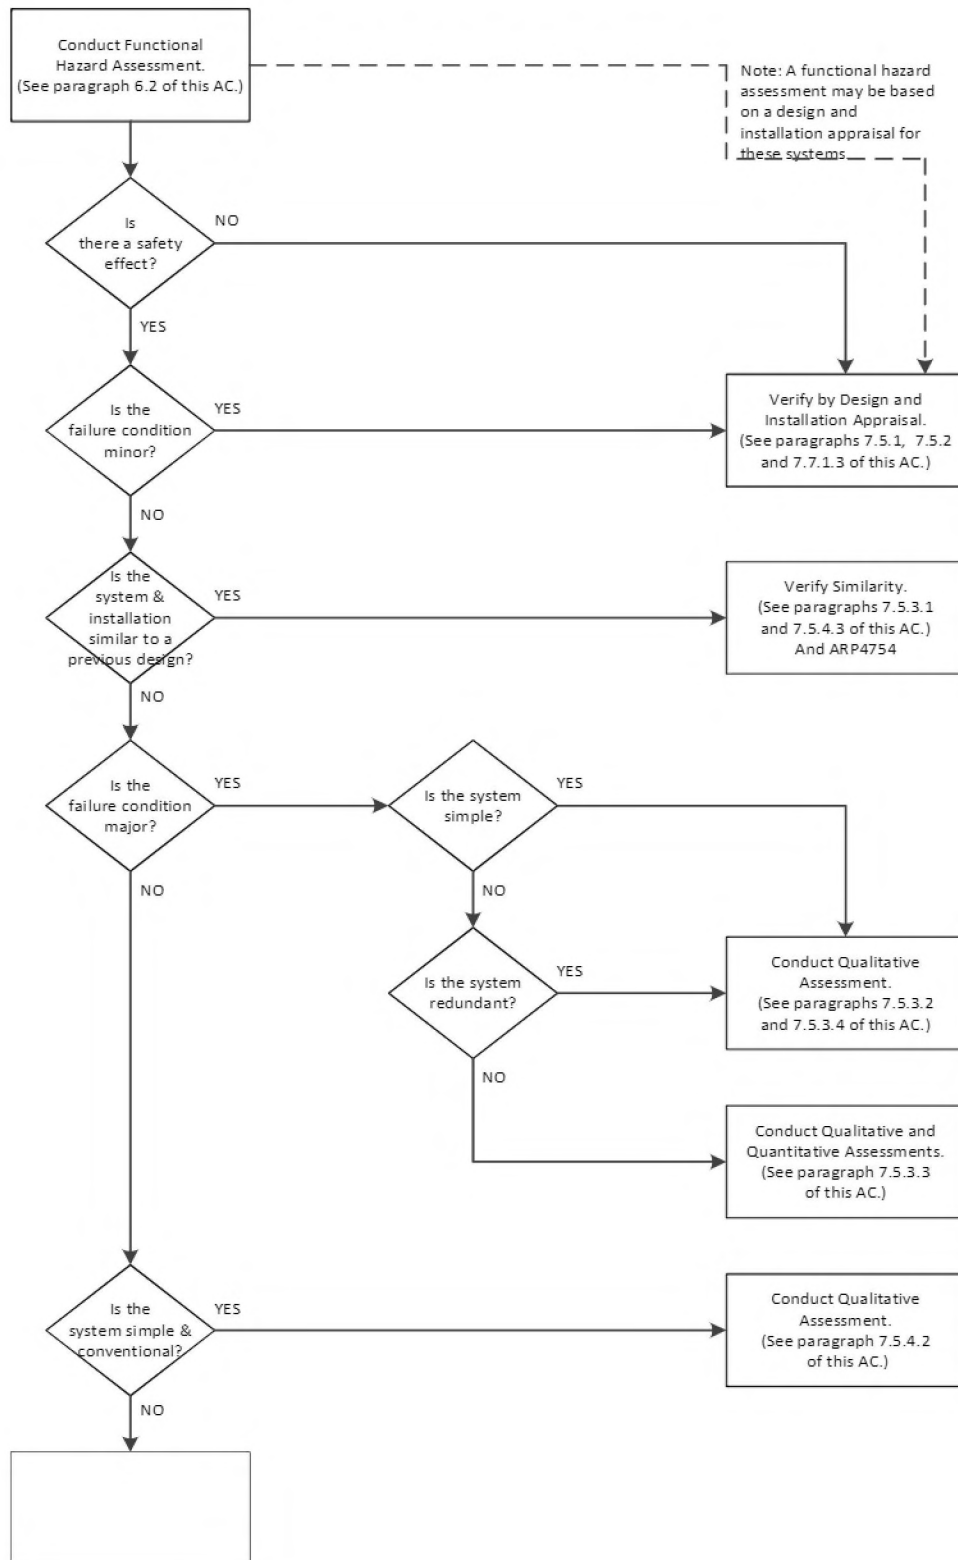 Conduct Functional
Hazard Assessment.
(See paragraph 6.2 of this AC.)
Note: A functional hazard
assessment may be based
on a design and
installation appraisal for
these systems
Is
there a safety
effect?
NO
YES
Is the
failure condition
minor?
YES
Verify by Design and
Installation Appraisal.
(See paragraphs 7.5.1, 7.5.2
and 7.7.1.3 of this AC.)
NO
Is the
system &
installation
similar to a
previous design?
YES
Verify Similarity.
(See paragraphs 7.5.3.1
and 7.5.4.3 of this AC.)
And ARP4754
NO
Is the
failure condition
major?
YES
Is the system
simple?
YES
NO
NO
Is the system
redundant?
YES
Conduct Qualitative
Assessment.
(See paragraphs 7.5.3.2
and 7.5.3.4 of this AC.)
NO
Conduct Qualitative and
Quantitative Assessments.
(See paragraph 7.5.3.3
of this AC.)
Is the
system simple &
conventional?
YES
Conduct Qualitative
Assessment.
(See paragraph 7.5.4.2
of this AC.)
NO